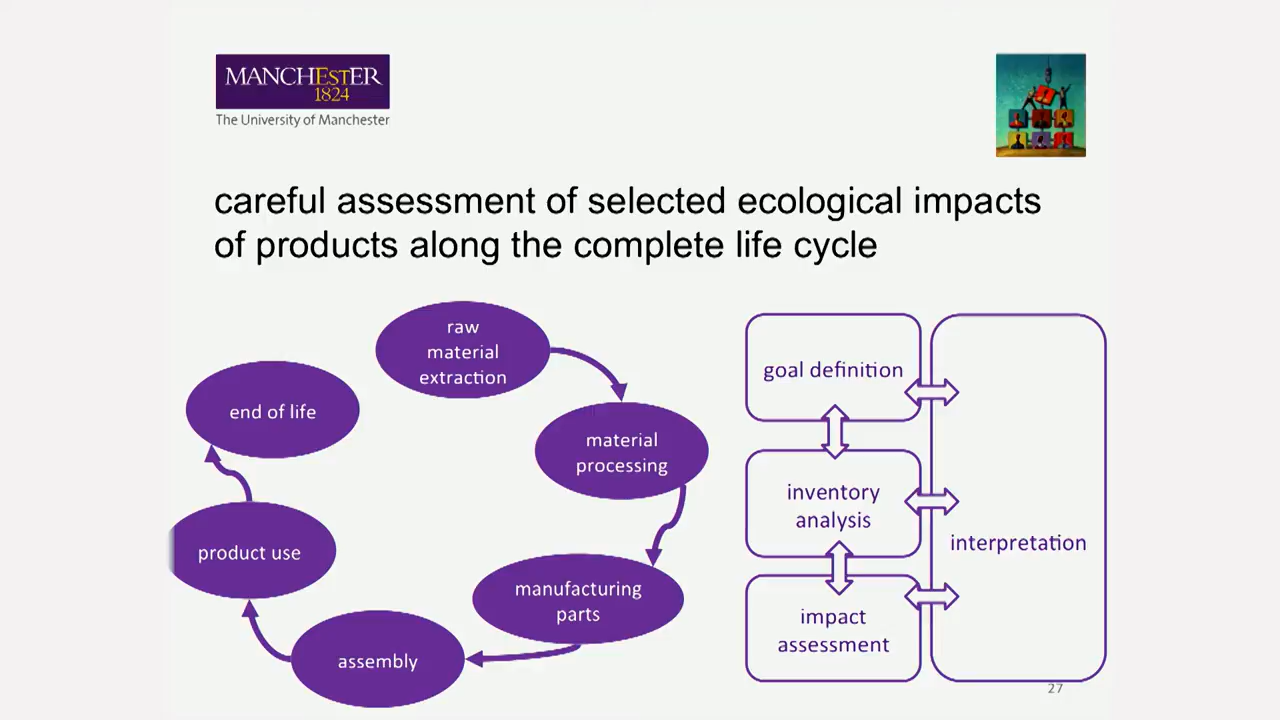 MANCHESTER
1824
The University of Manchester
careful assessment of selected ecological impacts
of products along the complete life cycle
raw
material
extraction
material
processing
manufacturing
parts
assembly
product use
end of life
goal definition
inventory
analysis
impact
assessment
interpretation
27